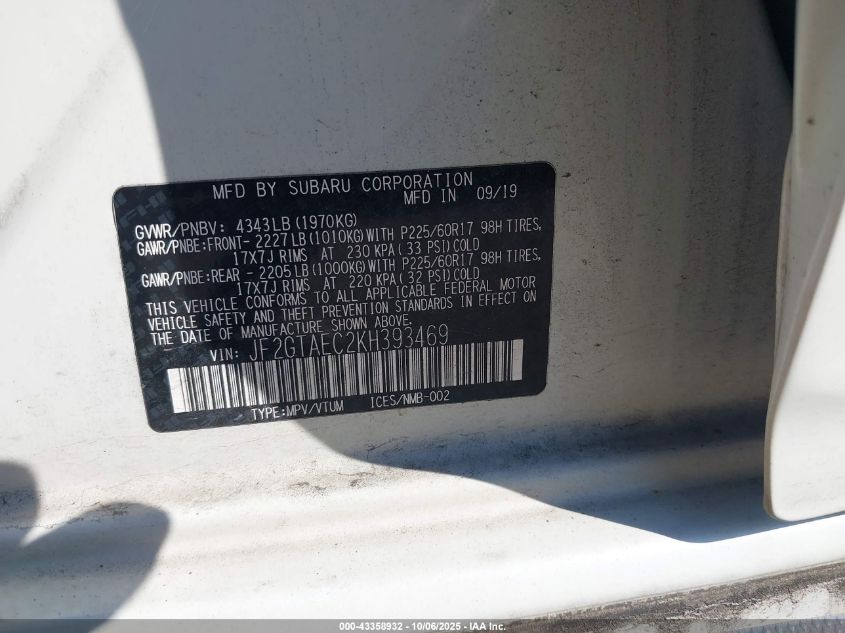 MFD BY SUBARU CORPORATION
MFD IN 09/19
GVWR/PNBV: 4343LB(1970KG)
GAWR/PNBE:FRONT- 2227LB(1010KG)WITH P225/60R17 98H TIRES,
17X7J RIMS AT 230 KPA(33 PSI)COLD
GAWR/PNBE:REAR - 2205LB(1000KG)WITH P225/60R17 98H TIRES,
17X7J RIMS AT 220 KPA(32 PSI)COLD
THIS VEHICLE CONFORMS TO ALL APPLICABLE FEDERAL MOTOR
VEHICLE SAFETY AND THEFT PREVENTION STANDARDS IN EFFECT ON
THE DATE OF MANUFACTURE SHOWN ABOVE.
VIN: JF2GTAEC2KH393469
TYPE:MPV/VTUM ICES/NMB-002
000-43358932 - 10/06/2025 - IAA Inc.